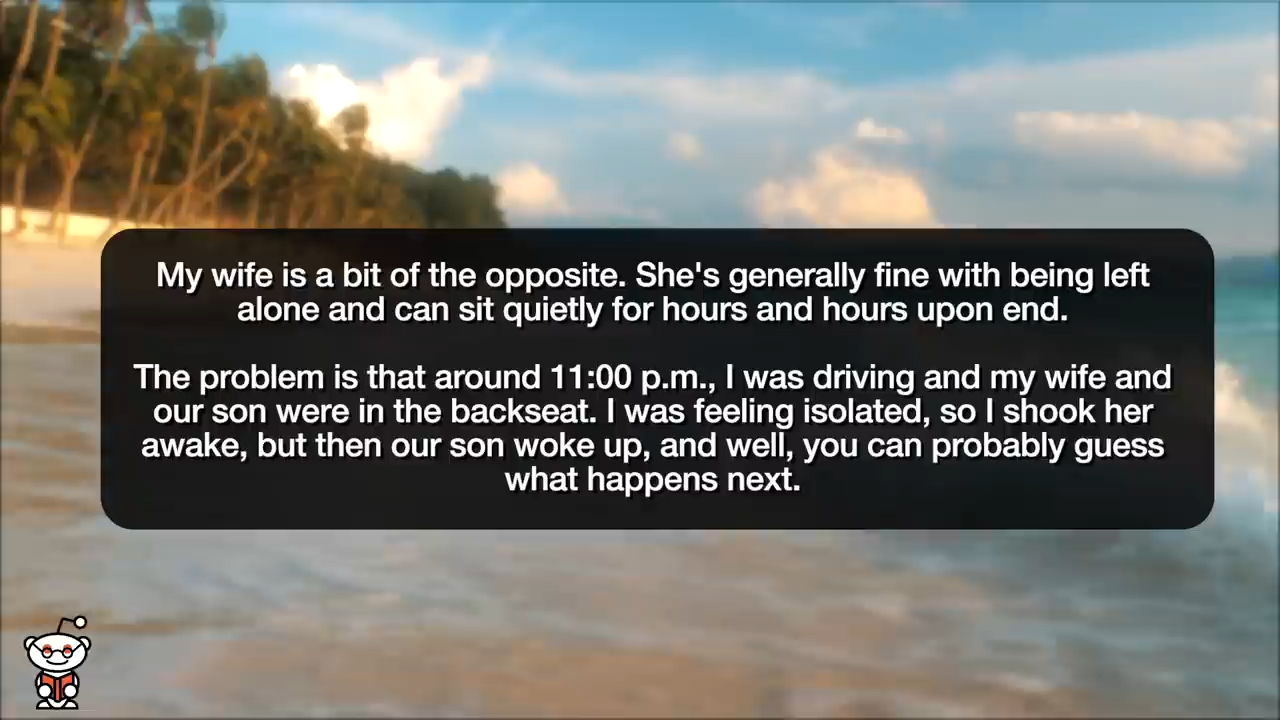 My wife is a bit of the opposite. She's generally fine with being left
alone and can sit quietly for hours and hours upon end.
The problem is that around 11:00 p.m., I was driving and my wife and
our son were in the backseat. I was feeling isolated, so I shook her
awake, but then our son woke up, and well, you can probably guess
what happens next.